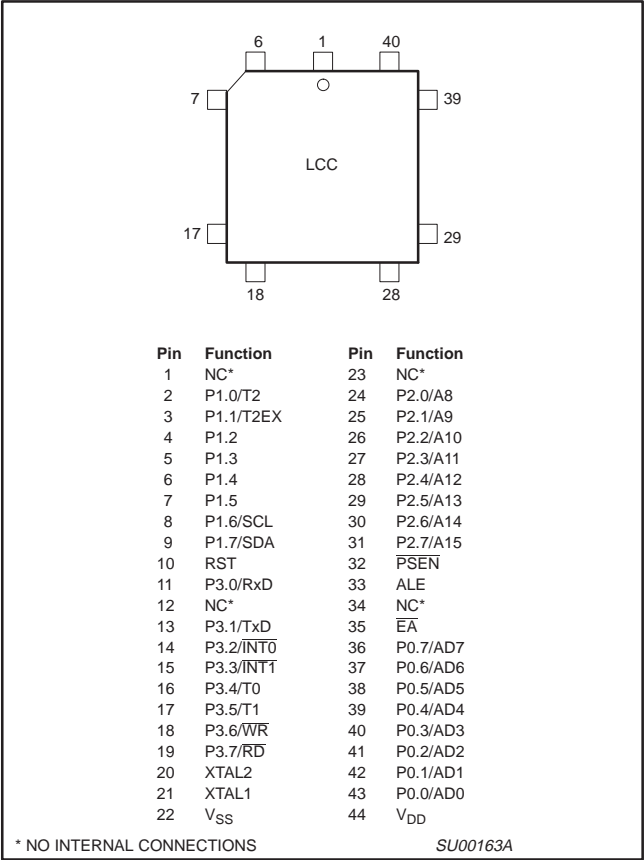 6 1 40
7 39
LCC
17 29
18 28
Pin Function Pin Function
1 NC* 23 NC*
2 P1.0/T2 24 P2.0/A8
3 P1.1/T2EX 25 P2.1/A9
4 P1.2 26 P2.2/A10
5 P1.3 27 P2.3/A11
6 P1.4 28 P2.4/A12
7 P1.5 29 P2.5/A13
8 P1.6/SCL 30 P2.6/A14
9 P1.7/SDA 31 P2.7/A15
10 RST 32 P̅S̅E̅N̅
11 P3.0/RxD 33 ALE
12 NC* 34 NC*
13 P3.1/TxD 35 E̅A̅
14 P3.2/I̅N̅T̅0̅ 36 P0.7/AD7
15 P3.3/I̅N̅T̅1̅ 37 P0.6/AD6
16 P3.4/T0 38 P0.5/AD5
17 P3.5/T1 39 P0.4/AD4
18 P3.6/W̅R̅ 40 P0.3/AD3
19 P3.7/R̅D̅ 41 P0.2/AD2
20 XTAL2 42 P0.1/AD1
21 XTAL1 43 P0.0/AD0
22 VSS 44 VDD
* NO INTERNAL CONNECTIONS SU00163A